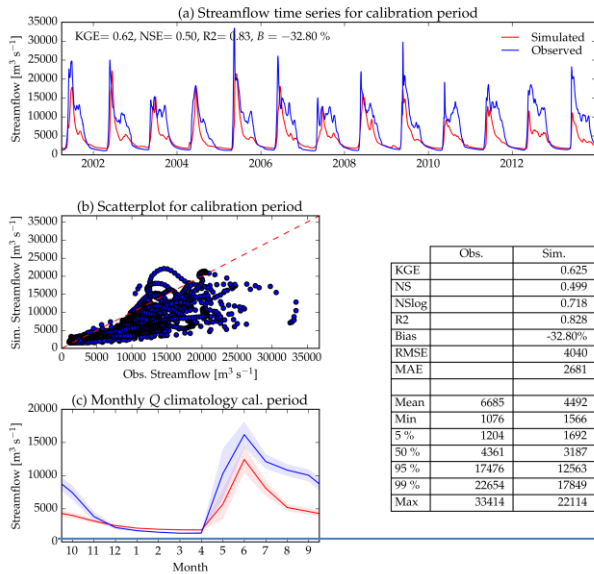 (a) Streamflow time series for calibration period
KGE= 0.62, NSE= 0.50, R2= 0.83, B = −32.80 %
Simulated
Observed
Streamflow [m³ s⁻¹]
35000
30000
25000
20000
15000
10000
5000
0
2002 2004 2006 2008 2010 2012
(b) Scatterplot for calibration period
Sim. Streamflow [m³ s⁻¹]
35000
30000
25000
20000
15000
10000
5000
0
0 5000 10000 15000 20000 25000 30000 35000
Obs. Streamflow [m³ s⁻¹]
(c) Monthly Q climatology cal. period
Streamflow [m³ s⁻¹]
20000
15000
10000
5000
0
10 11 12 1 2 3 4 5 6 7 8 9
Month
Obs. Sim.
KGE 0.625
NS 0.499
NSlog 0.718
R2 0.828
Bias -32.80%
RMSE 4040
MAE 2681
Mean 6685 4492
Min 1076 1566
5 % 1204 1692
50 % 4361 3187
95 % 17476 12563
99 % 22654 17849
Max 33414 22114